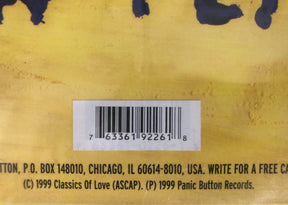 7 63361 92261 8
TTON, P.O. BOX 148010, CHICAGO, IL 60614-8010, USA. WRITE FOR A FREE CA
(C) 1999 Classics Of Love (ASCAP). (P) 1999 Panic Button Records.